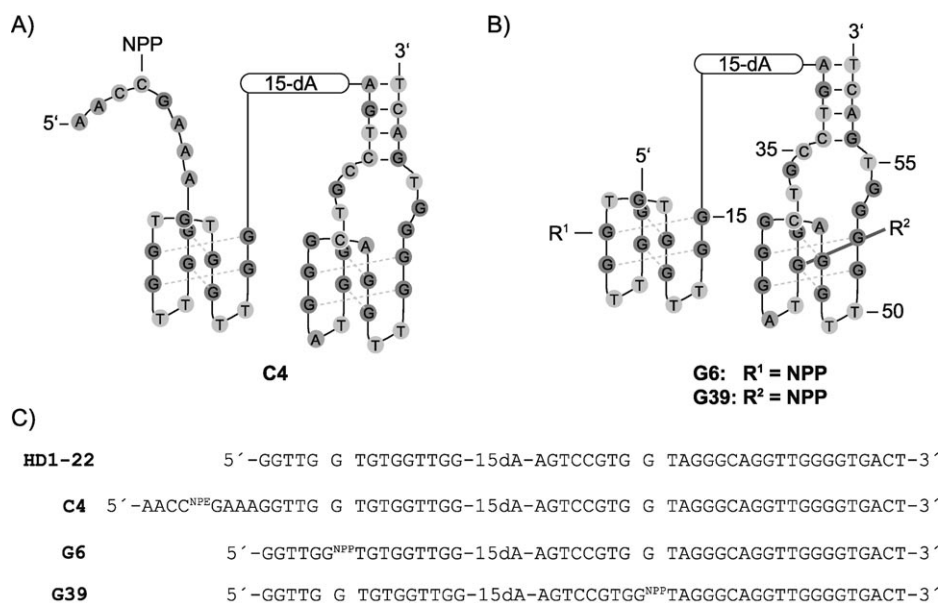 A)
NPP
3‘
15-dA
5‘
A A C C G A A A G
T G G T T G G T G T G G T T G G
A G T C C G T G G T A G G G C A G G T T G G G G T G A C T
C4
B)
3‘
15-dA
35
55
5‘
R¹
15
R²
50
G G T T G G T G T G G T T G G
A G T C C G T G G T A G G G C A G G T T G G G G T G A C T
G6: R¹ = NPP
G39: R² = NPP
C)
HD1-22 5´-GGTTG G TGTGGTTGG-15dA-AGTCCGTG G TAGGGCAGGTTGGGGTGACT-3´
C4 5´-AACCᴺᴾᴱGAAAGGTTG G TGTGGTTGG-15dA-AGTCCGTG G TAGGGCAGGTTGGGGTGACT-3´
G6 5´-GGTTGGᴺᴾᴾTGTGGTTGG-15dA-AGTCCGTG G TAGGGCAGGTTGGGGTGACT-3´
G39 5´-GGTTG G TGTGGTTGG-15dA-AGTCCGTGGᴺᴾᴾTAGGGCAGGTTGGGGTGACT-3´